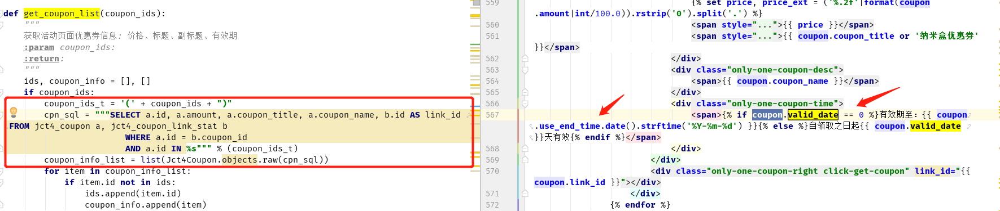 def get_coupon_list(coupon_ids):
"""
获取活动页面优惠券信息: 价格、标题、副标题、有效期
:param coupon_ids:
:return:
"""
ids, coupon_info = [], []
if coupon_ids:
coupon_ids_t = '(' + coupon_ids + ")"
cpn_sql = """SELECT a.id, a.amount, a.coupon_title, a.coupon_name, b.id AS link_id
FROM jct4_coupon a, jct4_coupon_link_stat b
WHERE a.id = b.coupon_id
AND a.id IN %s""" % (coupon_ids_t)
coupon_info_list = list(Jct4Coupon.objects.raw(cpn_sql))
for item in coupon_info_list:
if item.id not in ids:
ids.append(item.id)
coupon_info.append(item)
559 {% set price, price_ext = ('%.2f'|format(coupon
.amount|int/100.0)).rstrip('0').split('.') %}
560 <span style="...">{{ price }}</span>
561 <span style="...">{{ coupon.coupon_title or '纳米盒优惠券'
}}</span>
562 </div>
563 <div class="only-one-coupon-desc">
564 <span>{{ coupon.coupon_name }}</span>
565 </div>
566 <div class="only-one-coupon-time">
567 <span>{% if coupon.valid_date == 0 %}有效期至: {{ coupon
.use_end_time.date().strftime('%Y-%m-%d') }}{% else %}自领取之日起{{ coupon.valid_date
}}天有效{% endif %}</span>
568 </div>
569 </div>
570 <div class="only-one-coupon-right click-get-coupon" link_id="{{
coupon.link_id }}"></div>
571 </div>
572 {% endfor %}